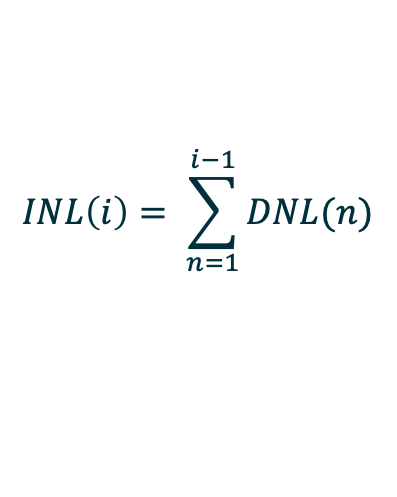 i−1
INL(i) = ∑ DNL(n)
n=1